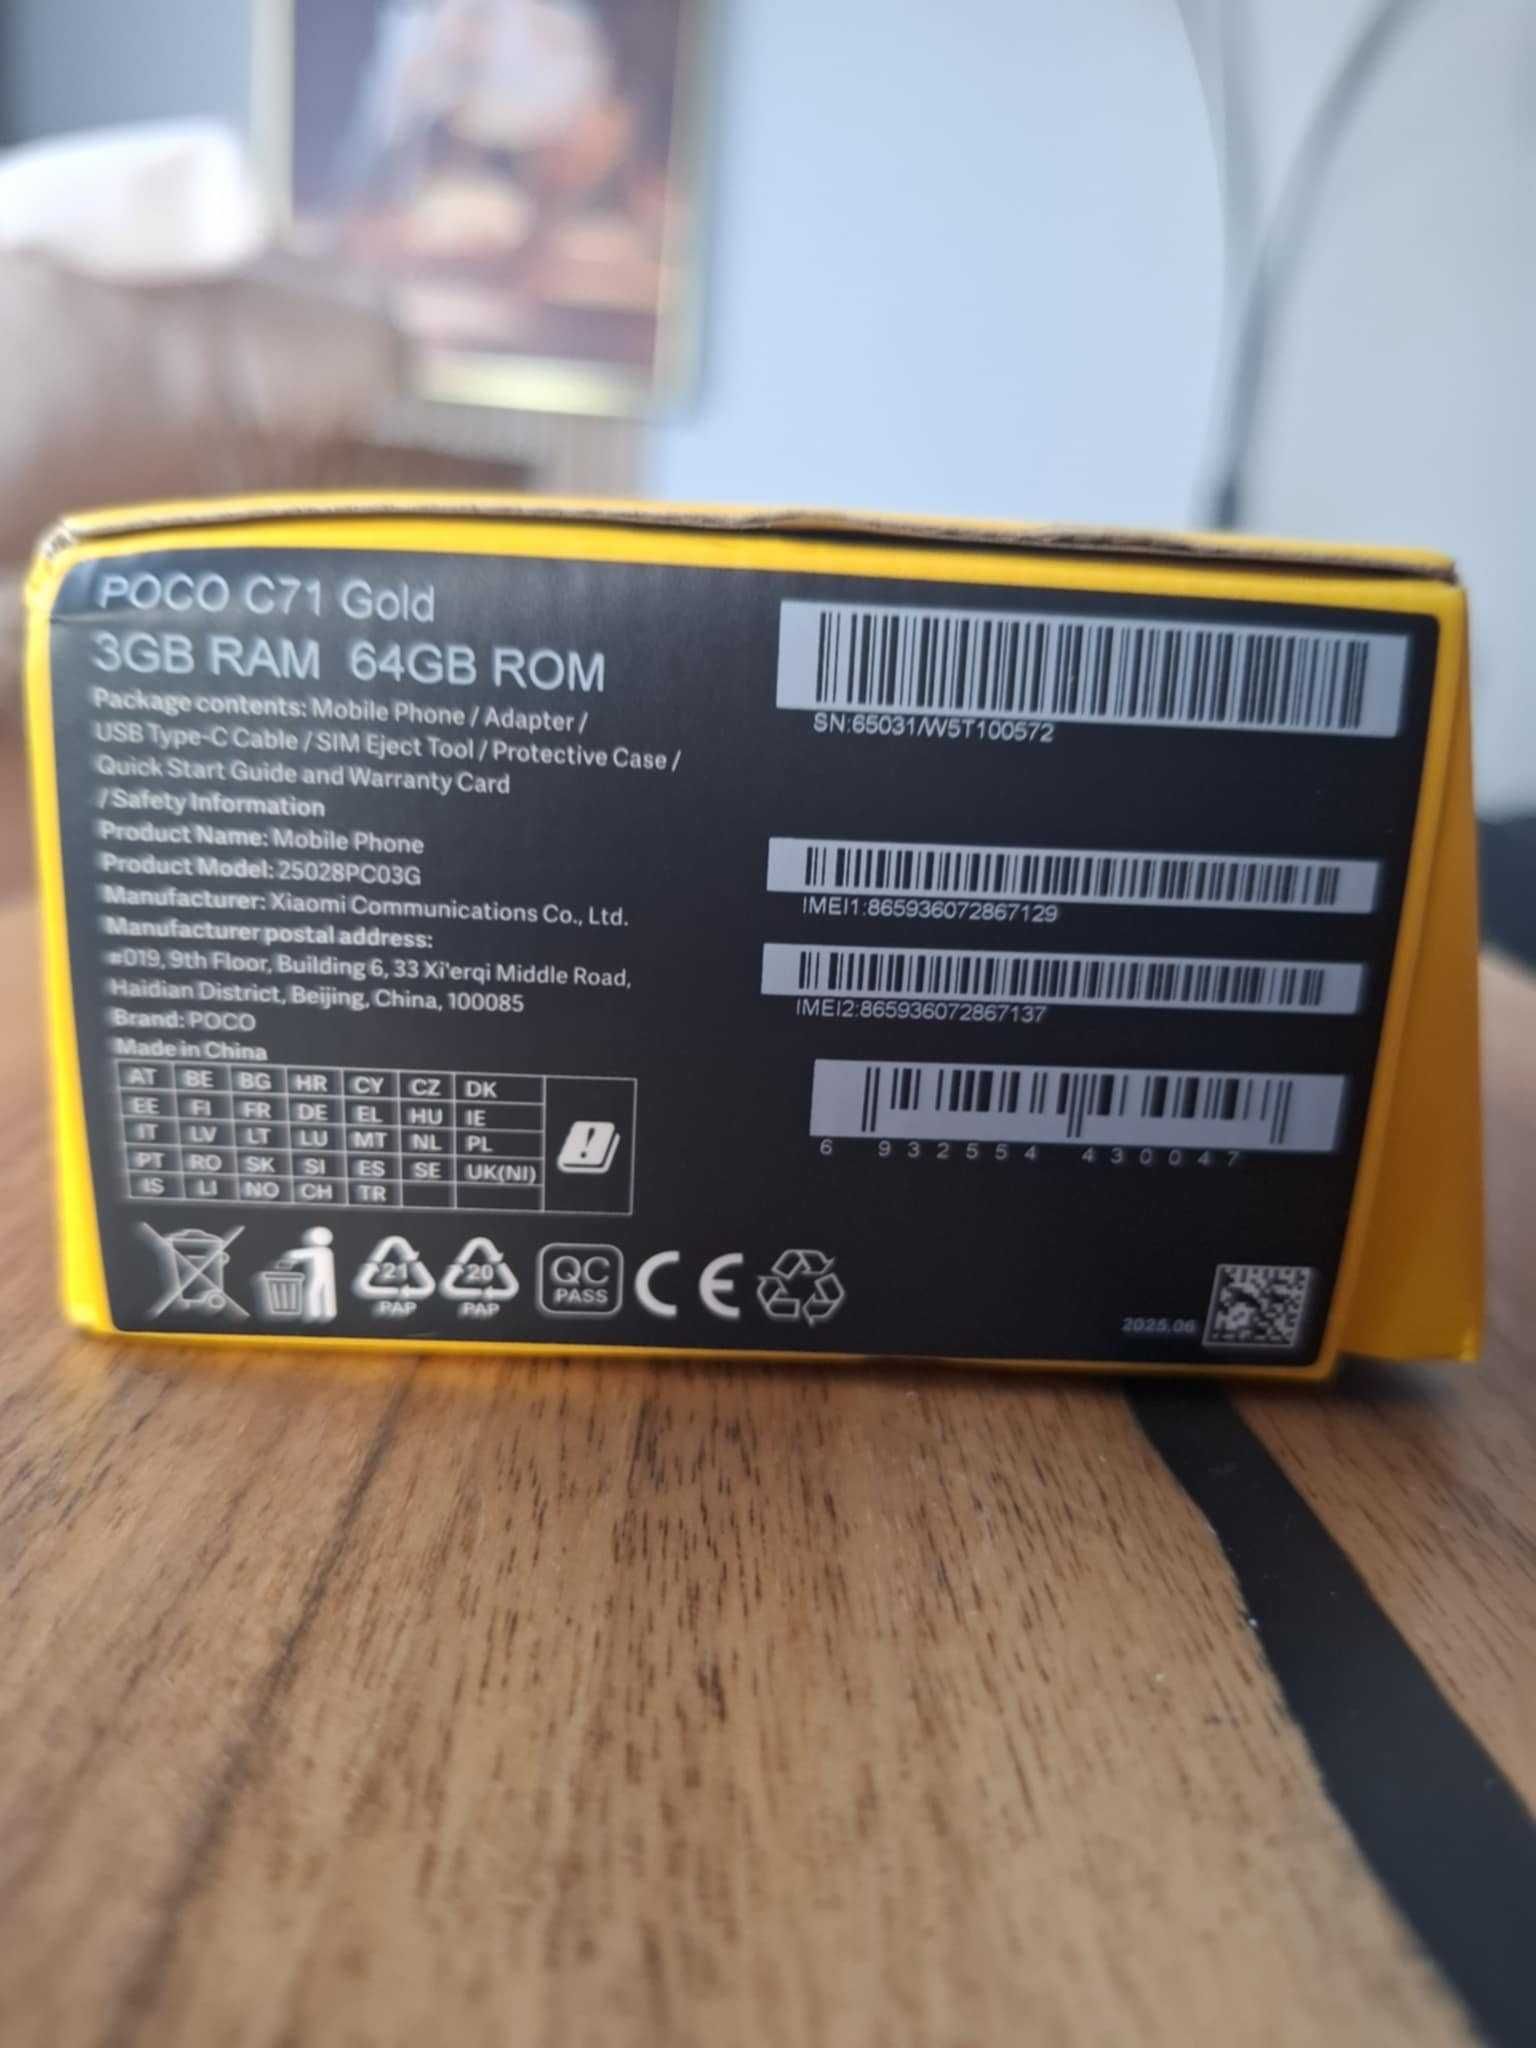 POCO C71 Gold
3GB RAM 64GB ROM
Package contents: Mobile Phone / Adapter /
USB Type-C Cable / SIM Eject Tool / Protective Case /
Quick Start Guide and Warranty Card
/ Safety Information
Product Name: Mobile Phone
Product Model: 25028PC03G
Manufacturer: Xiaomi Communications Co., Ltd.
Manufacturer postal address:
#019, 9th Floor, Building 6, 33 Xi'erqi Middle Road,
Haidian District, Beijing, China, 100085
Brand: POCO
Made in China
AT BE BG HR CY CZ DK
EE FI FR DE EL HU IE
IT LV LT LU MT NL PL
PT RO SK SI ES SE UK(NI)
IS LI NO CH TR
21
PAP
20
PAP
QC
PASS
CE
SN:65031/W5T100572
IMEI1:865936072867129
IMEI2:865936072867137
6 932554 430047
2025.06